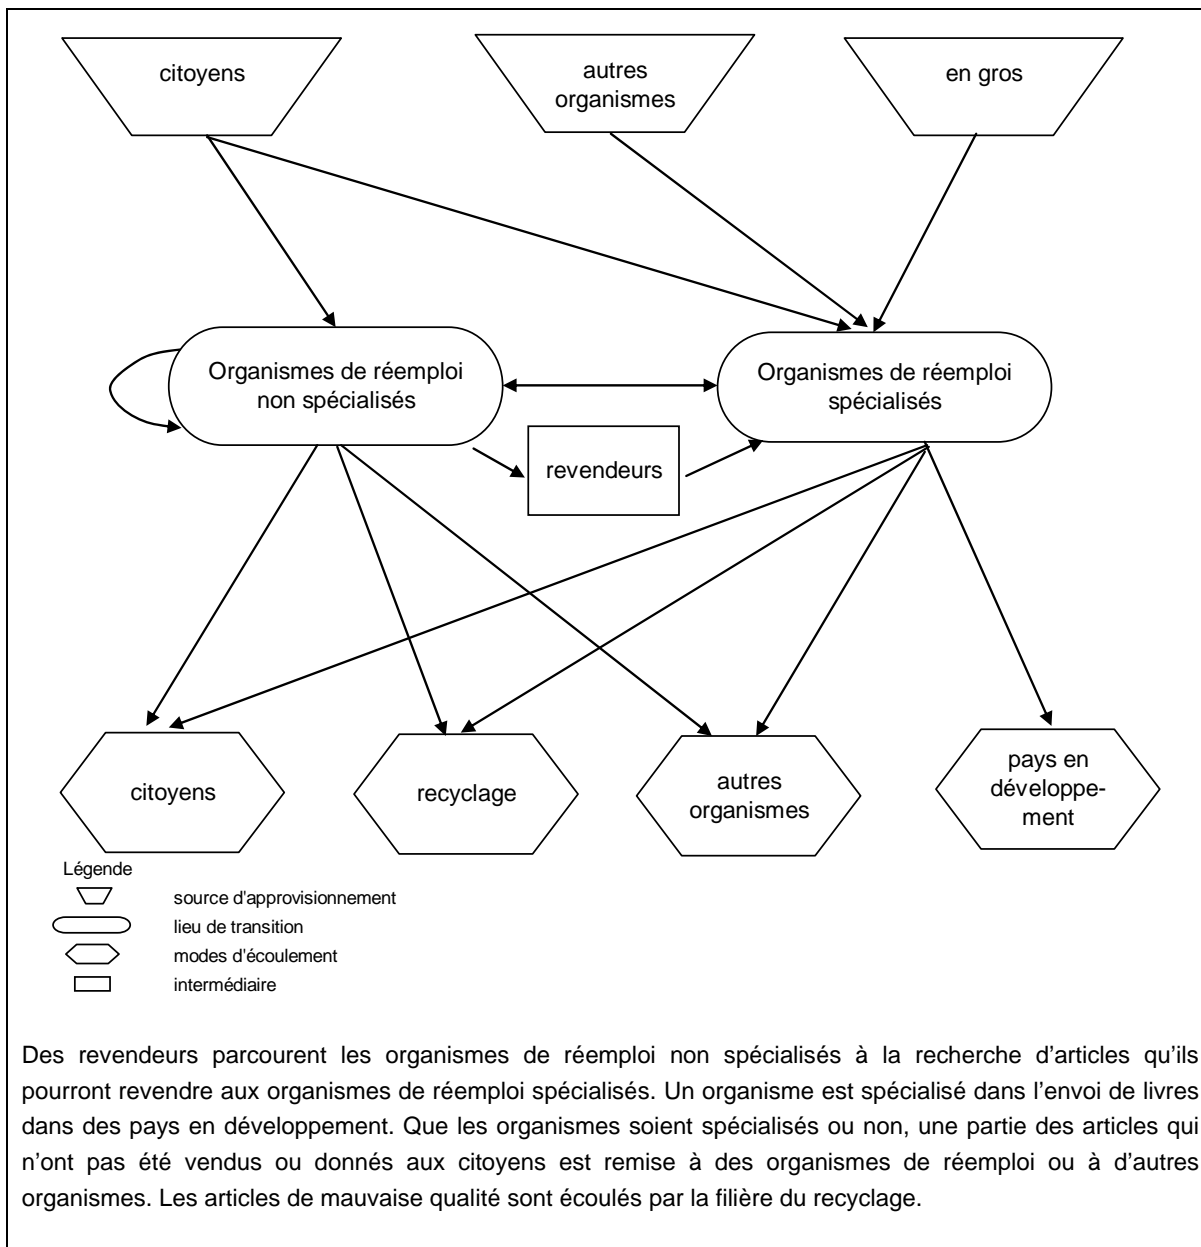 citoyens
autres
organismes
en gros
Organismes de réemploi
non spécialisés
Organismes de réemploi
spécialisés
revendeurs
citoyens
recyclage
autres
organismes
pays en
développe-
ment
Légende
source d'approvisionnement
lieu de transition
modes d'écoulement
intermédiaire
Des revendeurs parcourent les organismes de réemploi non spécialisés à la recherche d’articles qu’ils
pourront revendre aux organismes de réemploi spécialisés. Un organisme est spécialisé dans l’envoi de livres
dans des pays en développement. Que les organismes soient spécialisés ou non, une partie des articles qui
n’ont pas été vendus ou donnés aux citoyens est remise à des organismes de réemploi ou à d’autres
organismes. Les articles de mauvaise qualité sont écoulés par la filière du recyclage.